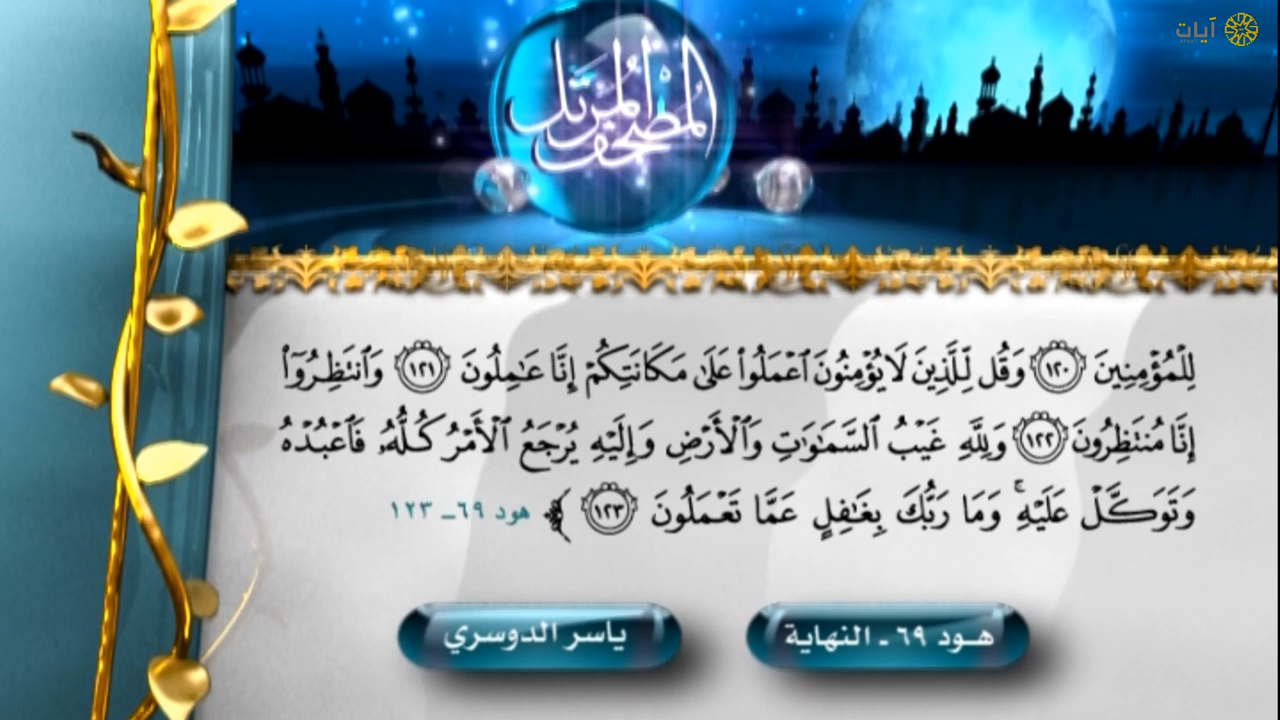 آيات
المصحف المرتل
لِلْمُؤْمِنِينَ ١٢٠ وَقُل لِّلَّذِينَ لَا يُؤْمِنُونَ ٱعْمَلُوا۟ عَلَىٰ مَكَانَتِكُمْ إِنَّا عَـٰمِلُونَ ١٢١ وَٱنتَظِرُوٓا۟
إِنَّا مُنتَظِرُونَ ١٢٢ وَلِلَّهِ غَيْبُ ٱلسَّمَـٰوَٰتِ وَٱلْأَرْضِ وَإِلَيْهِ يُرْجَعُ ٱلْأَمْرُ كُلُّهُۥ فَٱعْبُدْهُ
وَتَوَكَّلْ عَلَيْهِ ۚ وَمَا رَبُّكَ بِغَـٰفِلٍ عَمَّا تَعْمَلُونَ ١٢٣ ﴾ هود ٦٩ـ ١٢٣
هـود ٦٩ ـ النهاية
ياسر الدوسري